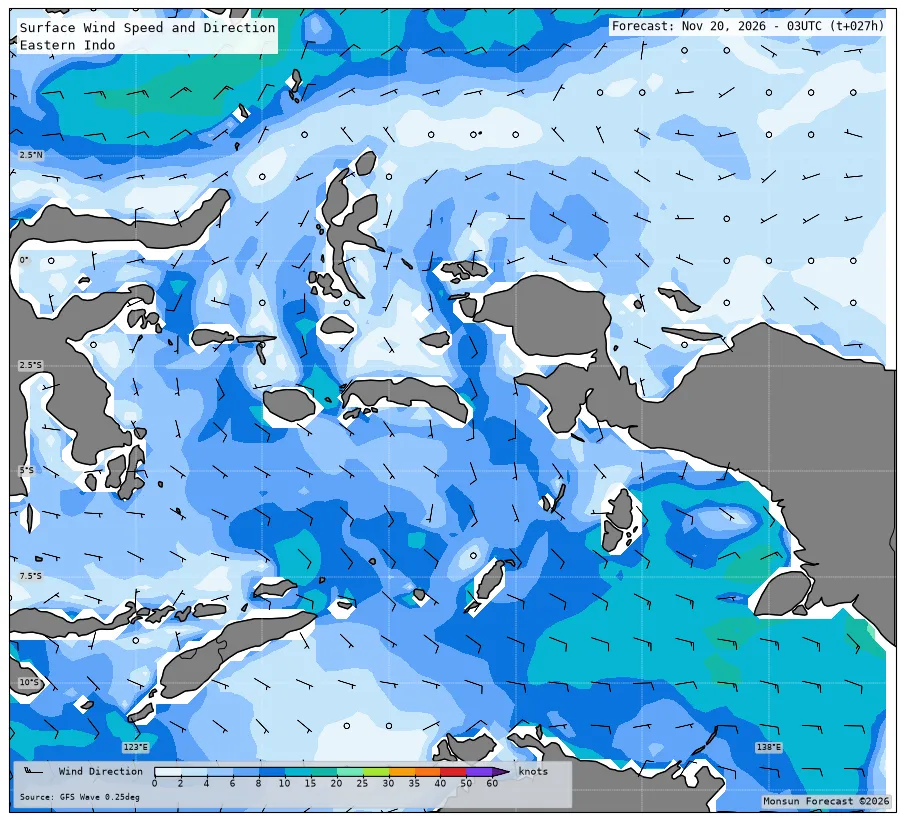 Surface Wind Speed and Direction
Eastern Indo
Forecast: Nov 20, 2026 - 03UTC (t+027h)
2.5°N
0°
2.5°S
5°S
7.5°S
10°S
123°E
138°E
Wind Direction
0 2 4 6 8 10 15 20 25 30 35 40 45 50 60
knots
Source: GFS Wave 0.25deg
Monsun Forecast ©2026